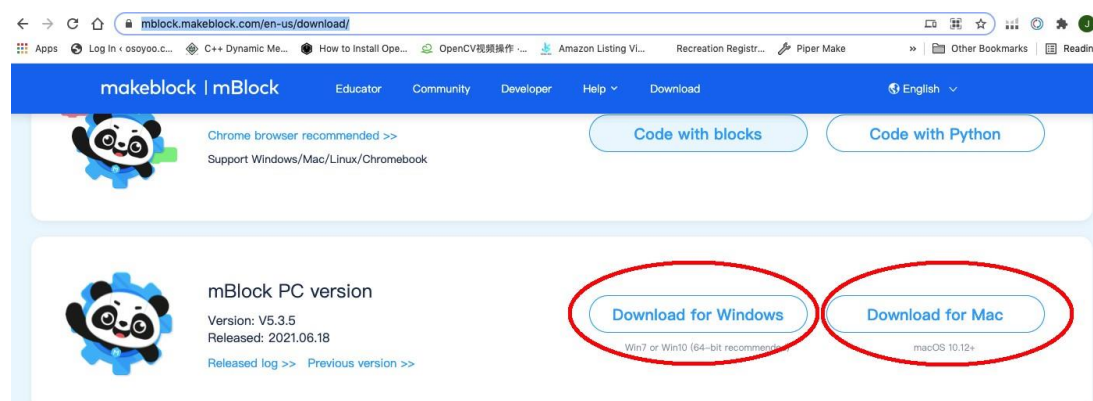 mblock.makeblock.com/en-us/download/
Apps Log In ‹ osoyoo.c... C++ Dynamic Me... How to Install Ope... OpenCV视频操作 -... Amazon Listing Vi... Recreation Registr... Piper Make » Other Bookmarks Readin
makeblock | mBlock Educator Community Developer Help Download English
Chrome browser recommended >> Code with blocks Code with Python
Support Windows/Mac/Linux/Chromebook
mBlock PC version
Version: V5.3.5 Download for Windows Download for Mac
Released: 2021.06.18
Win7 or Win10 (64-bit recommended) macOS 10.12+
Released log >> Previous version >>